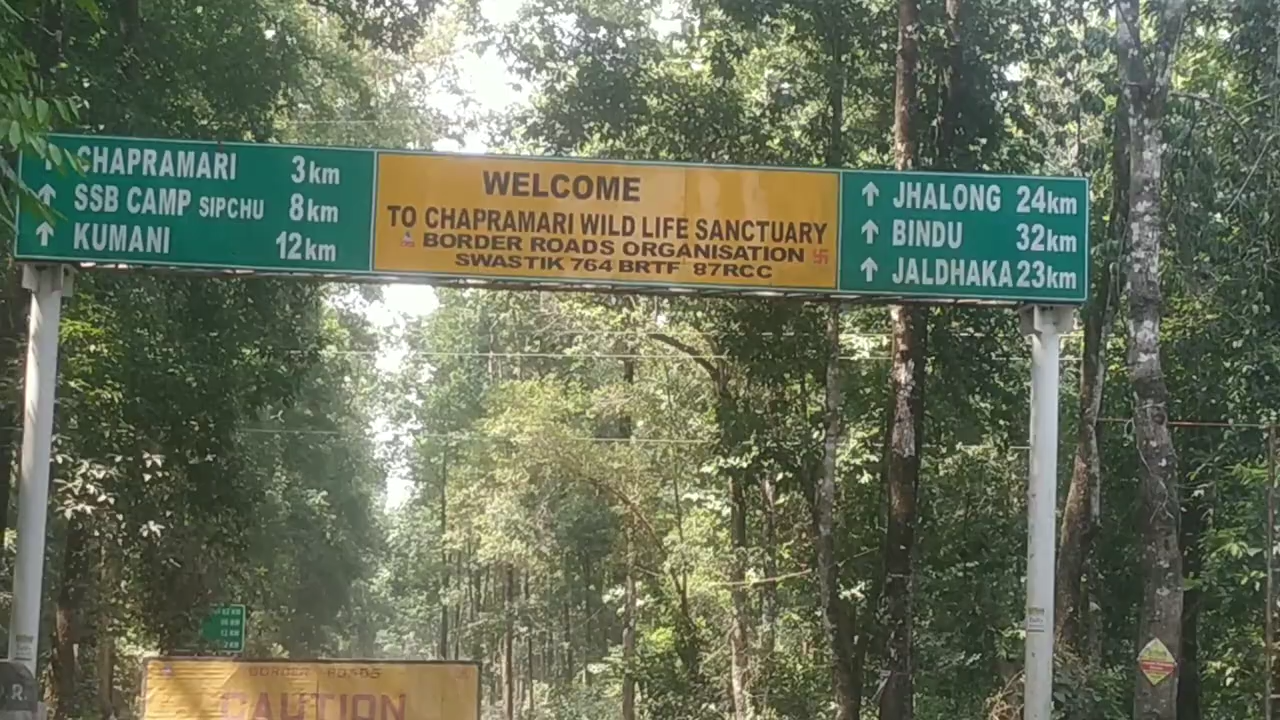 CHAPRAMARI 3km
SSB CAMP SIPCHU 8km
KUMANI 12km
WELCOME
TO CHAPRAMARI WILD LIFE SANCTUARY
BORDER ROADS ORGANISATION
SWASTIK 764 BRTF 87RCC
JHALONG 24km
BINDU 32km
JALDHAKA 23km
BORDER ROADS
CAUTION